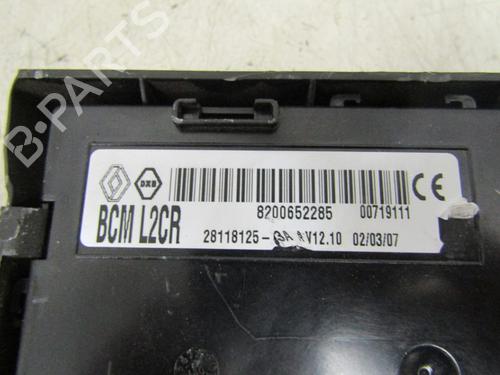 B-PARTS
8200652285 00719111
BCM L2CR
28118125- V12.10 02/03/07
CE